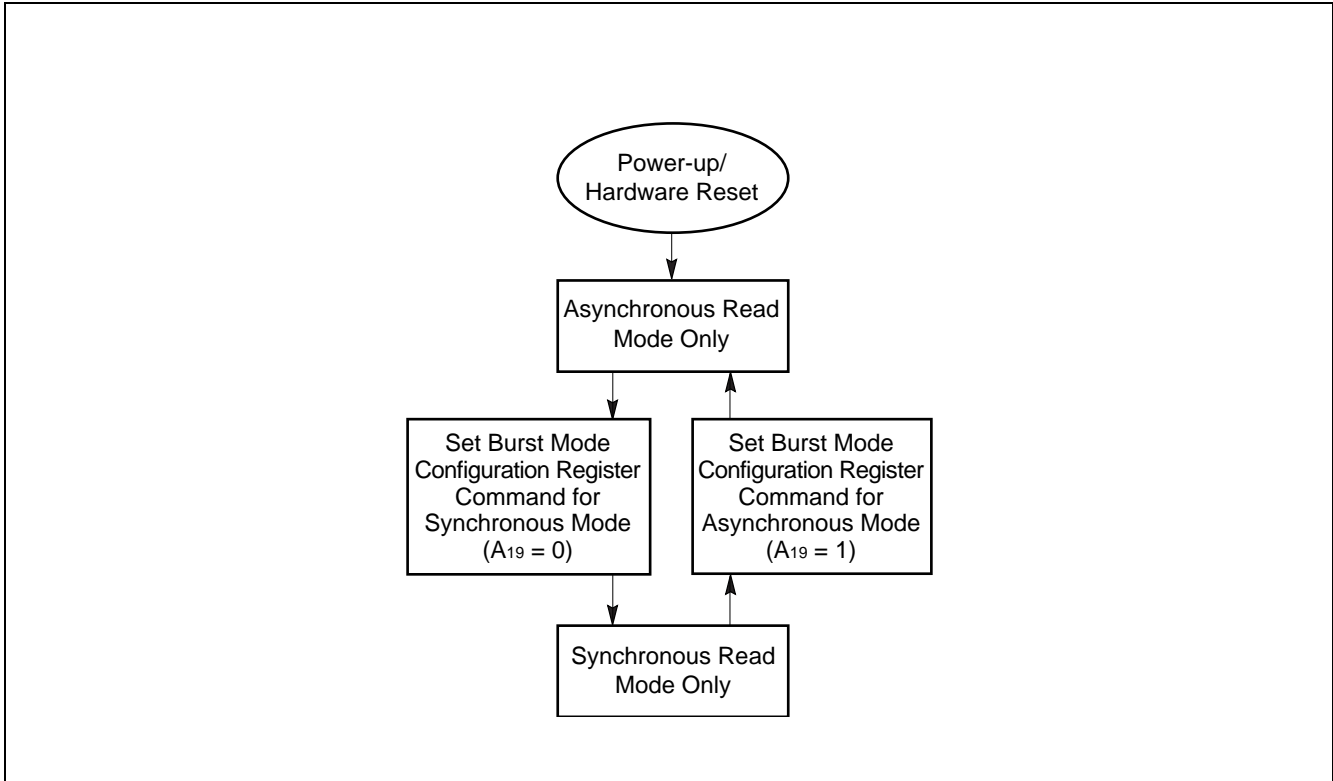 Power-up/
Hardware Reset
Asynchronous Read
Mode Only
Set Burst Mode
Configuration Register
Command for
Synchronous Mode
(A19 = 0)
Set Burst Mode
Configuration Register
Command for
Asynchronous Mode
(A19 = 1)
Synchronous Read
Mode Only